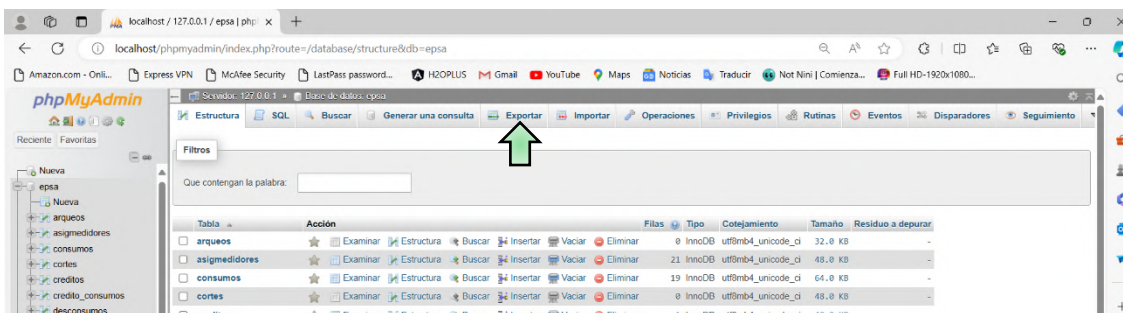 localhost / 127.0.0.1 / epsa | php
localhost/phpmyadmin/index.php?route=/database/structure&db=epsa
Amazon.com - Onli... Express VPN McAfee Security LastPass password... H2OPLUS Gmail YouTube Maps Noticias Traducir Not Nini | Comienza... Full HD-1920x1080...
phpMyAdmin
Reciente Favoritas
Nueva
epsa
Nueva
arqueos
asigmedidores
consumos
cortes
creditos
credito_consumos
desconsumos
Servidor: 127.0.0.1 » Base de datos: epsa
Estructura SQL Buscar Generar una consulta Exportar Importar Operaciones Privilegios Rutinas Eventos Disparadores Seguimiento
Filtros
Que contengan la palabra:
Tabla Acción Filas Tipo Cotejamiento Tamaño Residuo a depurar
arqueos Examinar Estructura Buscar Insertar Vaciar Eliminar 0 InnoDB utf8mb4_unicode_ci 32.0 KB -
asigmedidores Examinar Estructura Buscar Insertar Vaciar Eliminar 21 InnoDB utf8mb4_unicode_ci 48.0 KB -
consumos Examinar Estructura Buscar Insertar Vaciar Eliminar 19 InnoDB utf8mb4_unicode_ci 64.0 KB -
cortes Examinar Estructura Buscar Insertar Vaciar Eliminar 0 InnoDB utf8mb4_unicode_ci 48.0 KB -